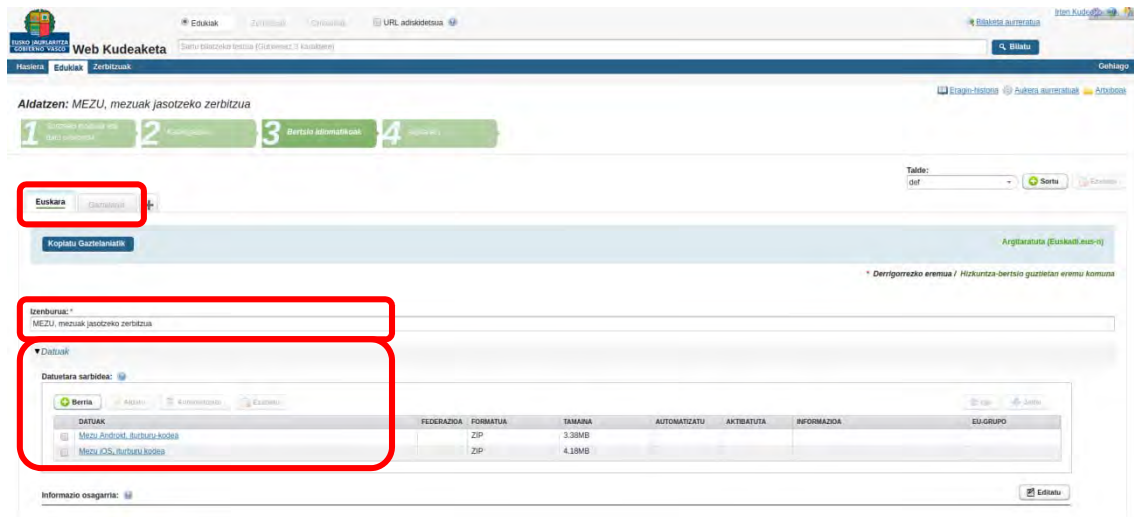 Edukiak
URL adiskidetsua
Bilaketa aurreratua
Irten
EUSKO JAURLARITZA
GOBIERNO VASCO
Web Kudeaketa
Bilatu
Hasiera Edukiak Zerbitzuak Gehiago
Eragin-historia Aukera aurreratuak Artxiboak
Aldatzen: MEZU, mezuak jasotzeko zerbitzua
1
2
3 Bertsio idiomatikoak
4
Talde:
def Sortu
Euskara
Kopiatu Gaztelaniatik Argitaratuta (Euskadi.eus-n)
* Derrigorrezko eremua / Hizkuntza-bertsio guztietan eremu komuna
Izenburua: *
MEZU, mezuak jasotzeko zerbitzua
▼Datuak
Datuetara sarbidea:
Berria
DATUAK FEDERAZIOA FORMATUA TAMAINA AUTOMATIZATU AKTIBATUTA INFORMAZIOA EU-GRUPO
Mezu Android, iturburu-kodea ZIP 3.38MB
Mezu iOS, iturburu kodea ZIP 4.18MB
Informazio osagarria: Editatu